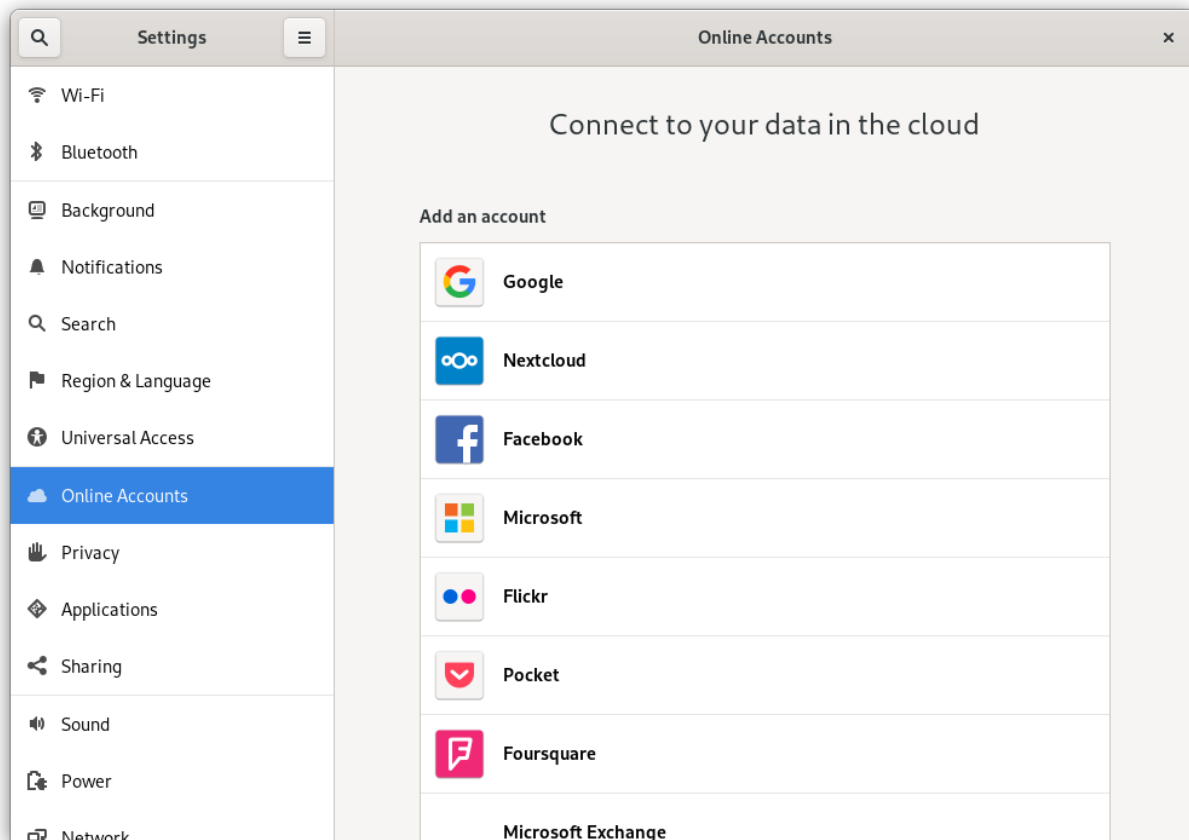 Settings
Online Accounts
Wi-Fi
Bluetooth
Background
Notifications
Search
Region & Language
Universal Access
Online Accounts
Privacy
Applications
Sharing
Sound
Power
Network
Connect to your data in the cloud
Add an account
Google
Nextcloud
Facebook
Microsoft
Flickr
Pocket
Foursquare
Microsoft Exchange